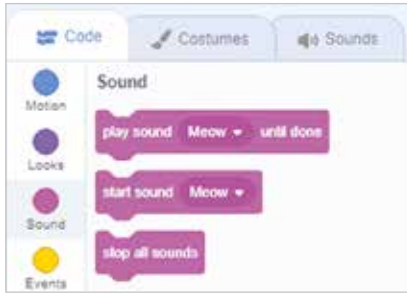 Code Costumes Sounds
Motion
Looks
Sound
Events
Sound
play sound Meow until done
start sound Meow
stop all sounds